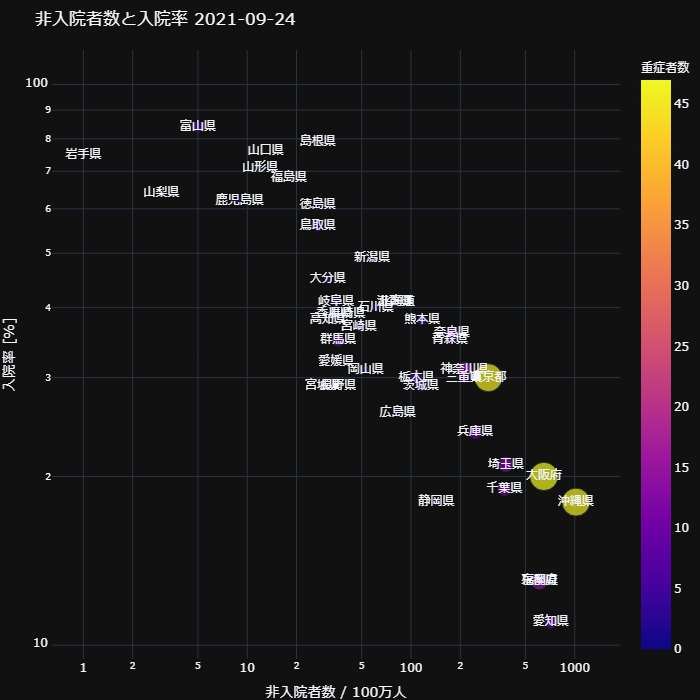 非入院者数と入院率 2021-09-24
重症者数
100
9
8
7
6
5
4
3
2
10
入院率 [%]
富山県
岩手県
島根県
山口県
山形県
福島県
山梨県
鹿児島県
徳島県
鳥取県
新潟県
大分県
岐阜県
石川県
高知県
熊本県
宮崎県
奈良県
群馬県
青森県
愛媛県
岡山県
神奈川県
栃木県
三重県
東京都
長野県
茨城県
広島県
兵庫県
埼玉県
大阪府
千葉県
静岡県
沖縄県
愛知県
45
40
35
30
25
20
15
10
5
0
1
2
5
10
2
5
100
2
5
1000
非入院者数 / 100万人